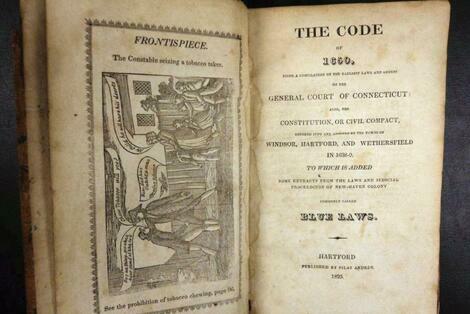 FRONTISPIECE.
The Constable seizing a tobacco taker.
See the prohibition of tobacco chewing, page 96.
THE CODE
OF
1650,
BEING A COMPILATION OF THE EARLIEST LAWS AND ORDERS
OF THE
GENERAL COURT OF CONNECTICUT:
ALSO, THE
CONSTITUTION, OR CIVIL COMPACT,
ENTERED INTO AND ADOPTED BY THE TOWNS OF
WINDSOR, HARTFORD, AND WETHERSFIELD
IN 1638-9.
TO WHICH IS ADDED
SOME EXTRACTS FROM THE LAWS AND JUDICIAL
PROCEEDINGS OF NEW-HAVEN COLONY
COMMONLY CALLED
BLUE LAWS.
HARTFORD
PUBLISHED BY SILAS ANDRUS.
1825.